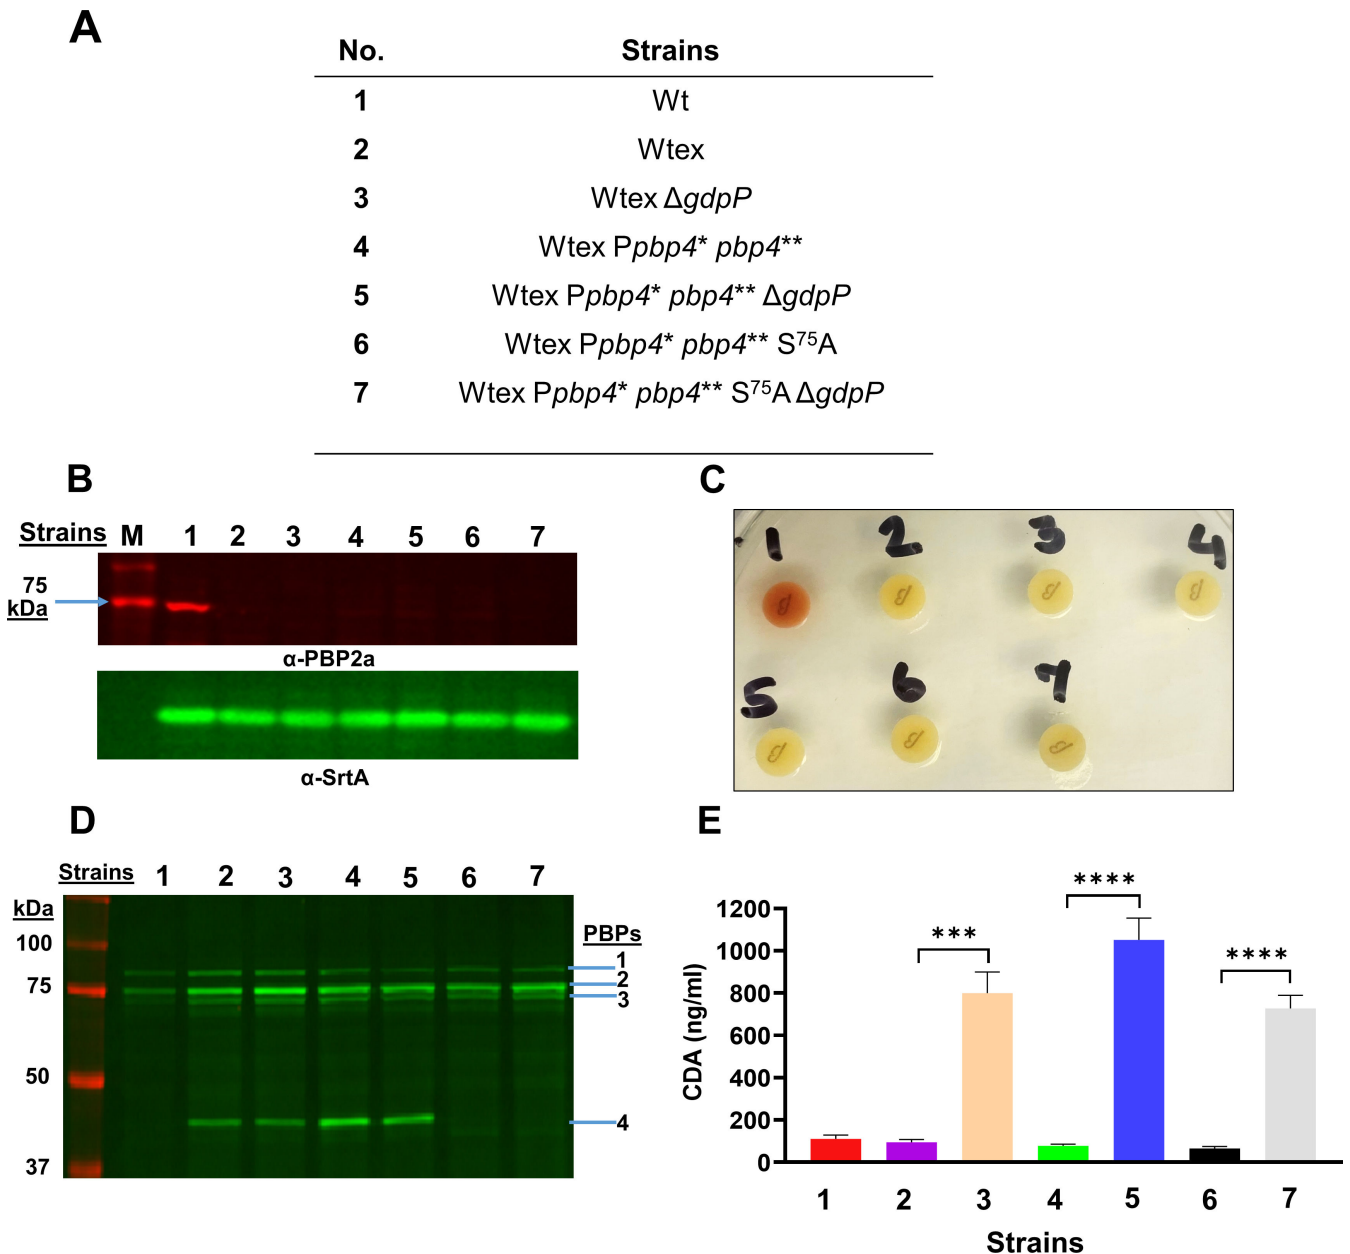 A
No. Strains
1 Wt
2 Wtex
3 Wtex ΔgdpP
4 Wtex Ppbp4* pbp4**
5 Wtex Ppbp4* pbp4** ΔgdpP
6 Wtex Ppbp4* pbp4** S⁷⁵A
7 Wtex Ppbp4* pbp4** S⁷⁵A ΔgdpP
B
Strains M 1 2 3 4 5 6 7
75
kDa
α-PBP2a
α-SrtA
C
1 2 3 4
β β β β
5 6 7
β β β
D
Strains 1 2 3 4 5 6 7
kDa
100
75
50
37
PBPs
1
2
3
4
E
CDA (ng/ml)
1200
1000
800
600
400
200
0
***
****
****
1 2 3 4 5 6 7
Strains